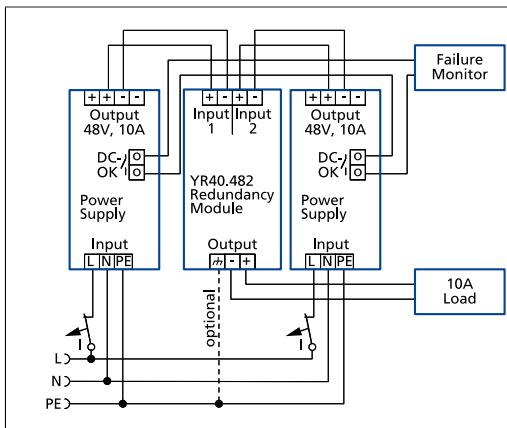 Failure
Monitor
+ + - -
Output
48V, 10A
DC-
OK
Power
Supply
Input
L N PE
+ - + -
Input Input
1 2
YR40.482
Redundancy
Module
Output
- +
+ + - -
Output
48V, 10A
DC-
OK
Power
Supply
Input
L N PE
10A
Load
optional
I
I
L
N
PE